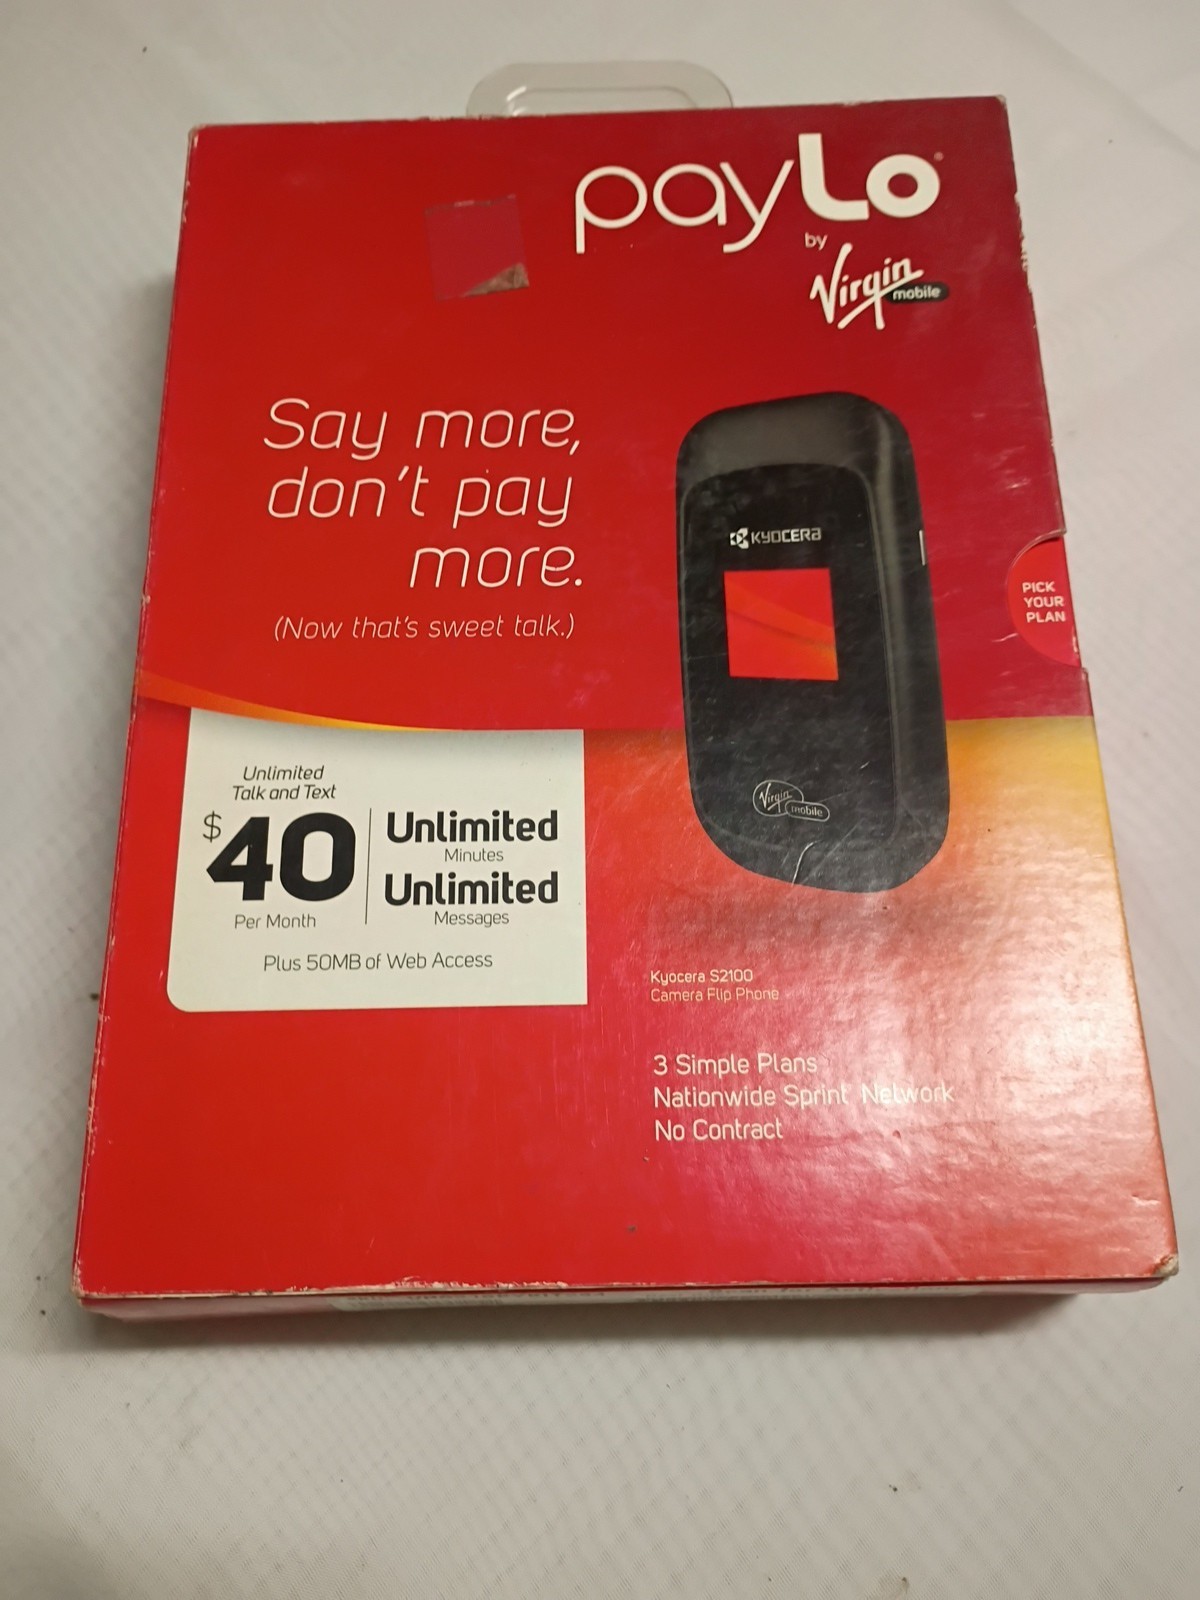 payLo
by
Virgin
mobile
Say more,
don't pay
more.
(Now that's sweet talk.)
KYOCERA
PICK
YOUR
PLAN
Unlimited
Talk and Text
$40
Per Month
Unlimited
Minutes
Unlimited
Messages
Plus 50MB of Web Access
Virgin
mobile
Kyocera S2100
Camera Flip Phone
3 Simple Plans
Nationwide Sprint Network
No Contract